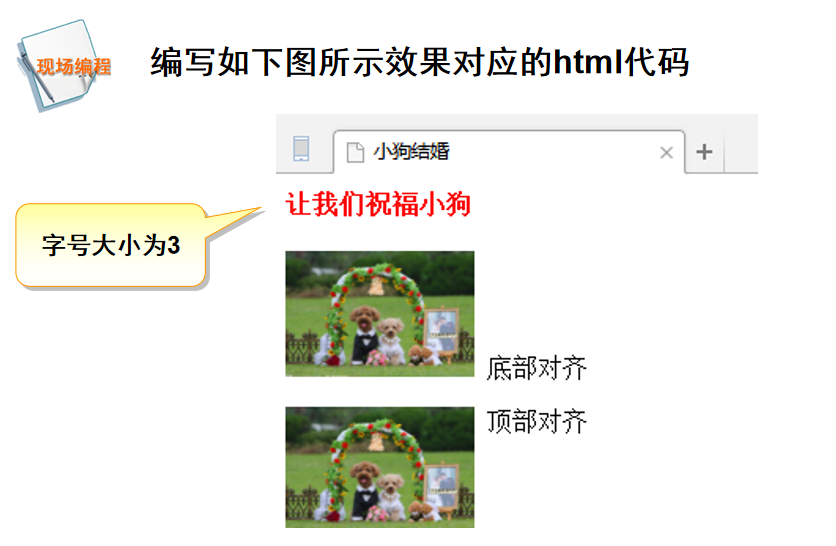 现场编程
编写如下图所示效果对应的html代码
小狗结婚
让我们祝福小狗
字号大小为3
底部对齐
顶部对齐